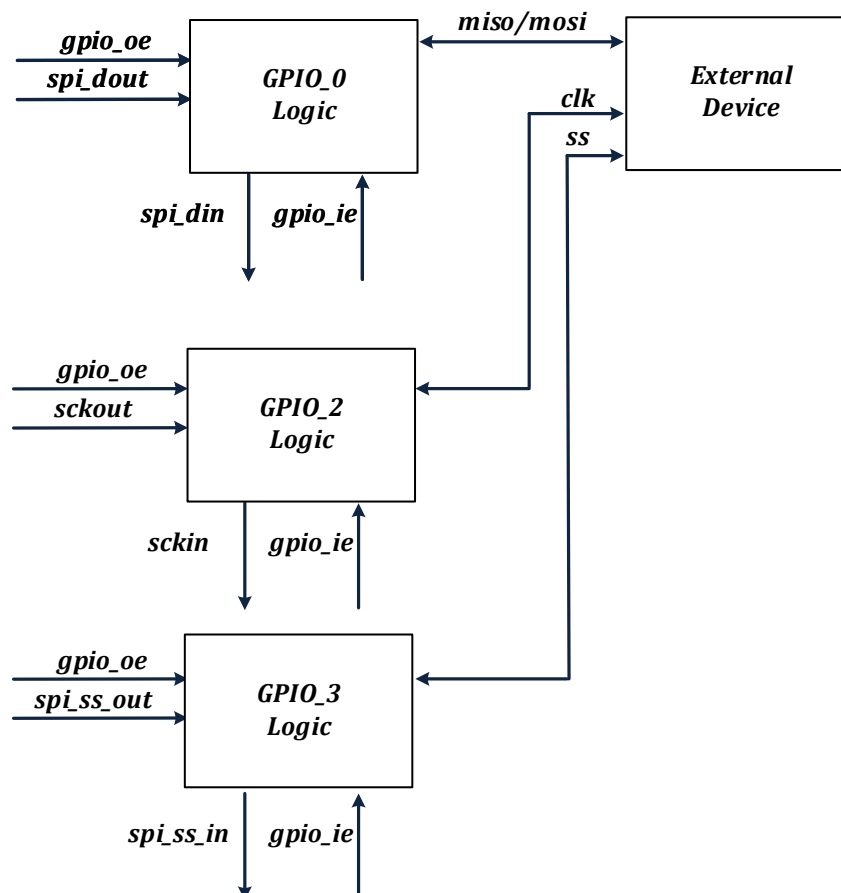 gpio_oe
spi_dout
GPIO_0
Logic
miso/mosi
External
Device
clk
ss
spi_din
gpio_ie
gpio_oe
sckout
GPIO_2
Logic
sckin
gpio_ie
gpio_oe
spi_ss_out
GPIO_3
Logic
spi_ss_in
gpio_ie